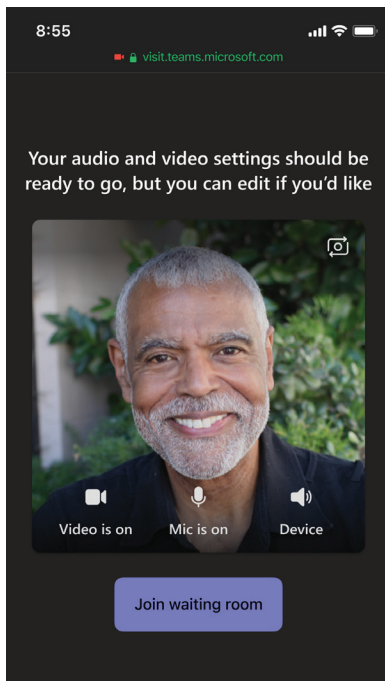 8:55
visit.teams.microsoft.com
Your audio and video settings should be
ready to go, but you can edit if you’d like
Video is on
Mic is on
Device
Join waiting room